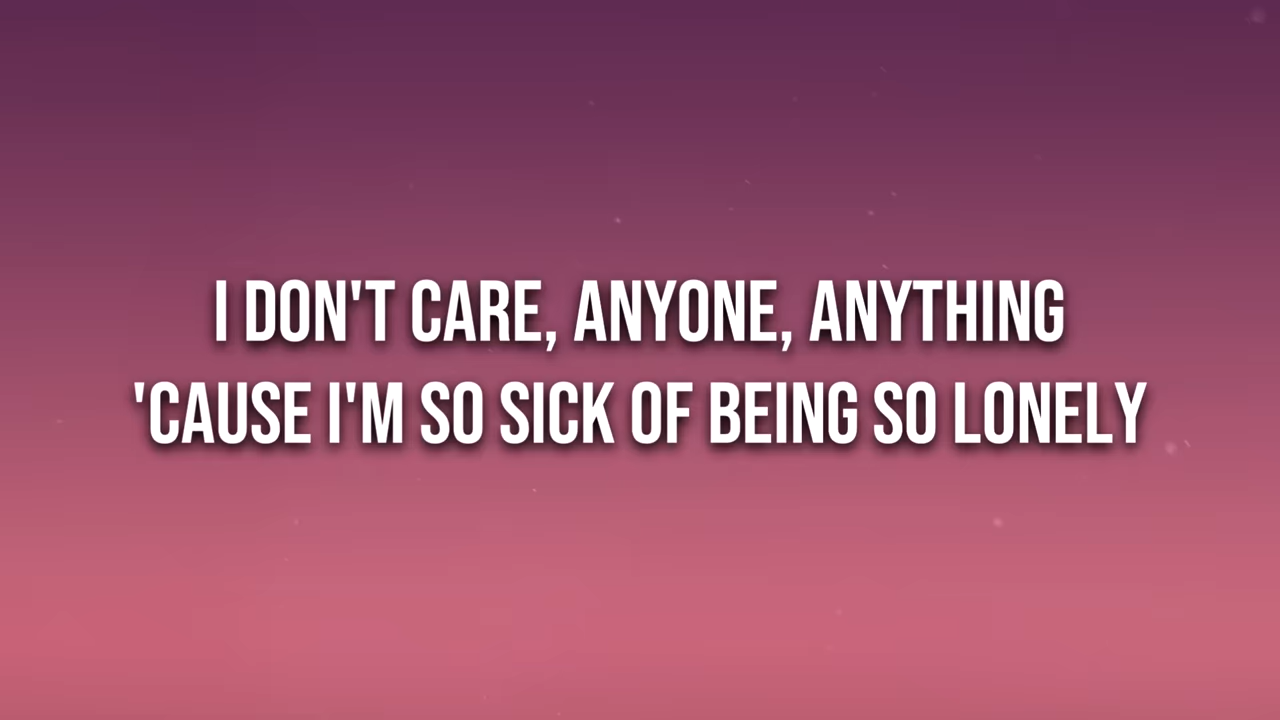 I DON'T CARE, ANYONE, ANYTHING
'CAUSE I'M SO SICK OF BEING SO LONELY